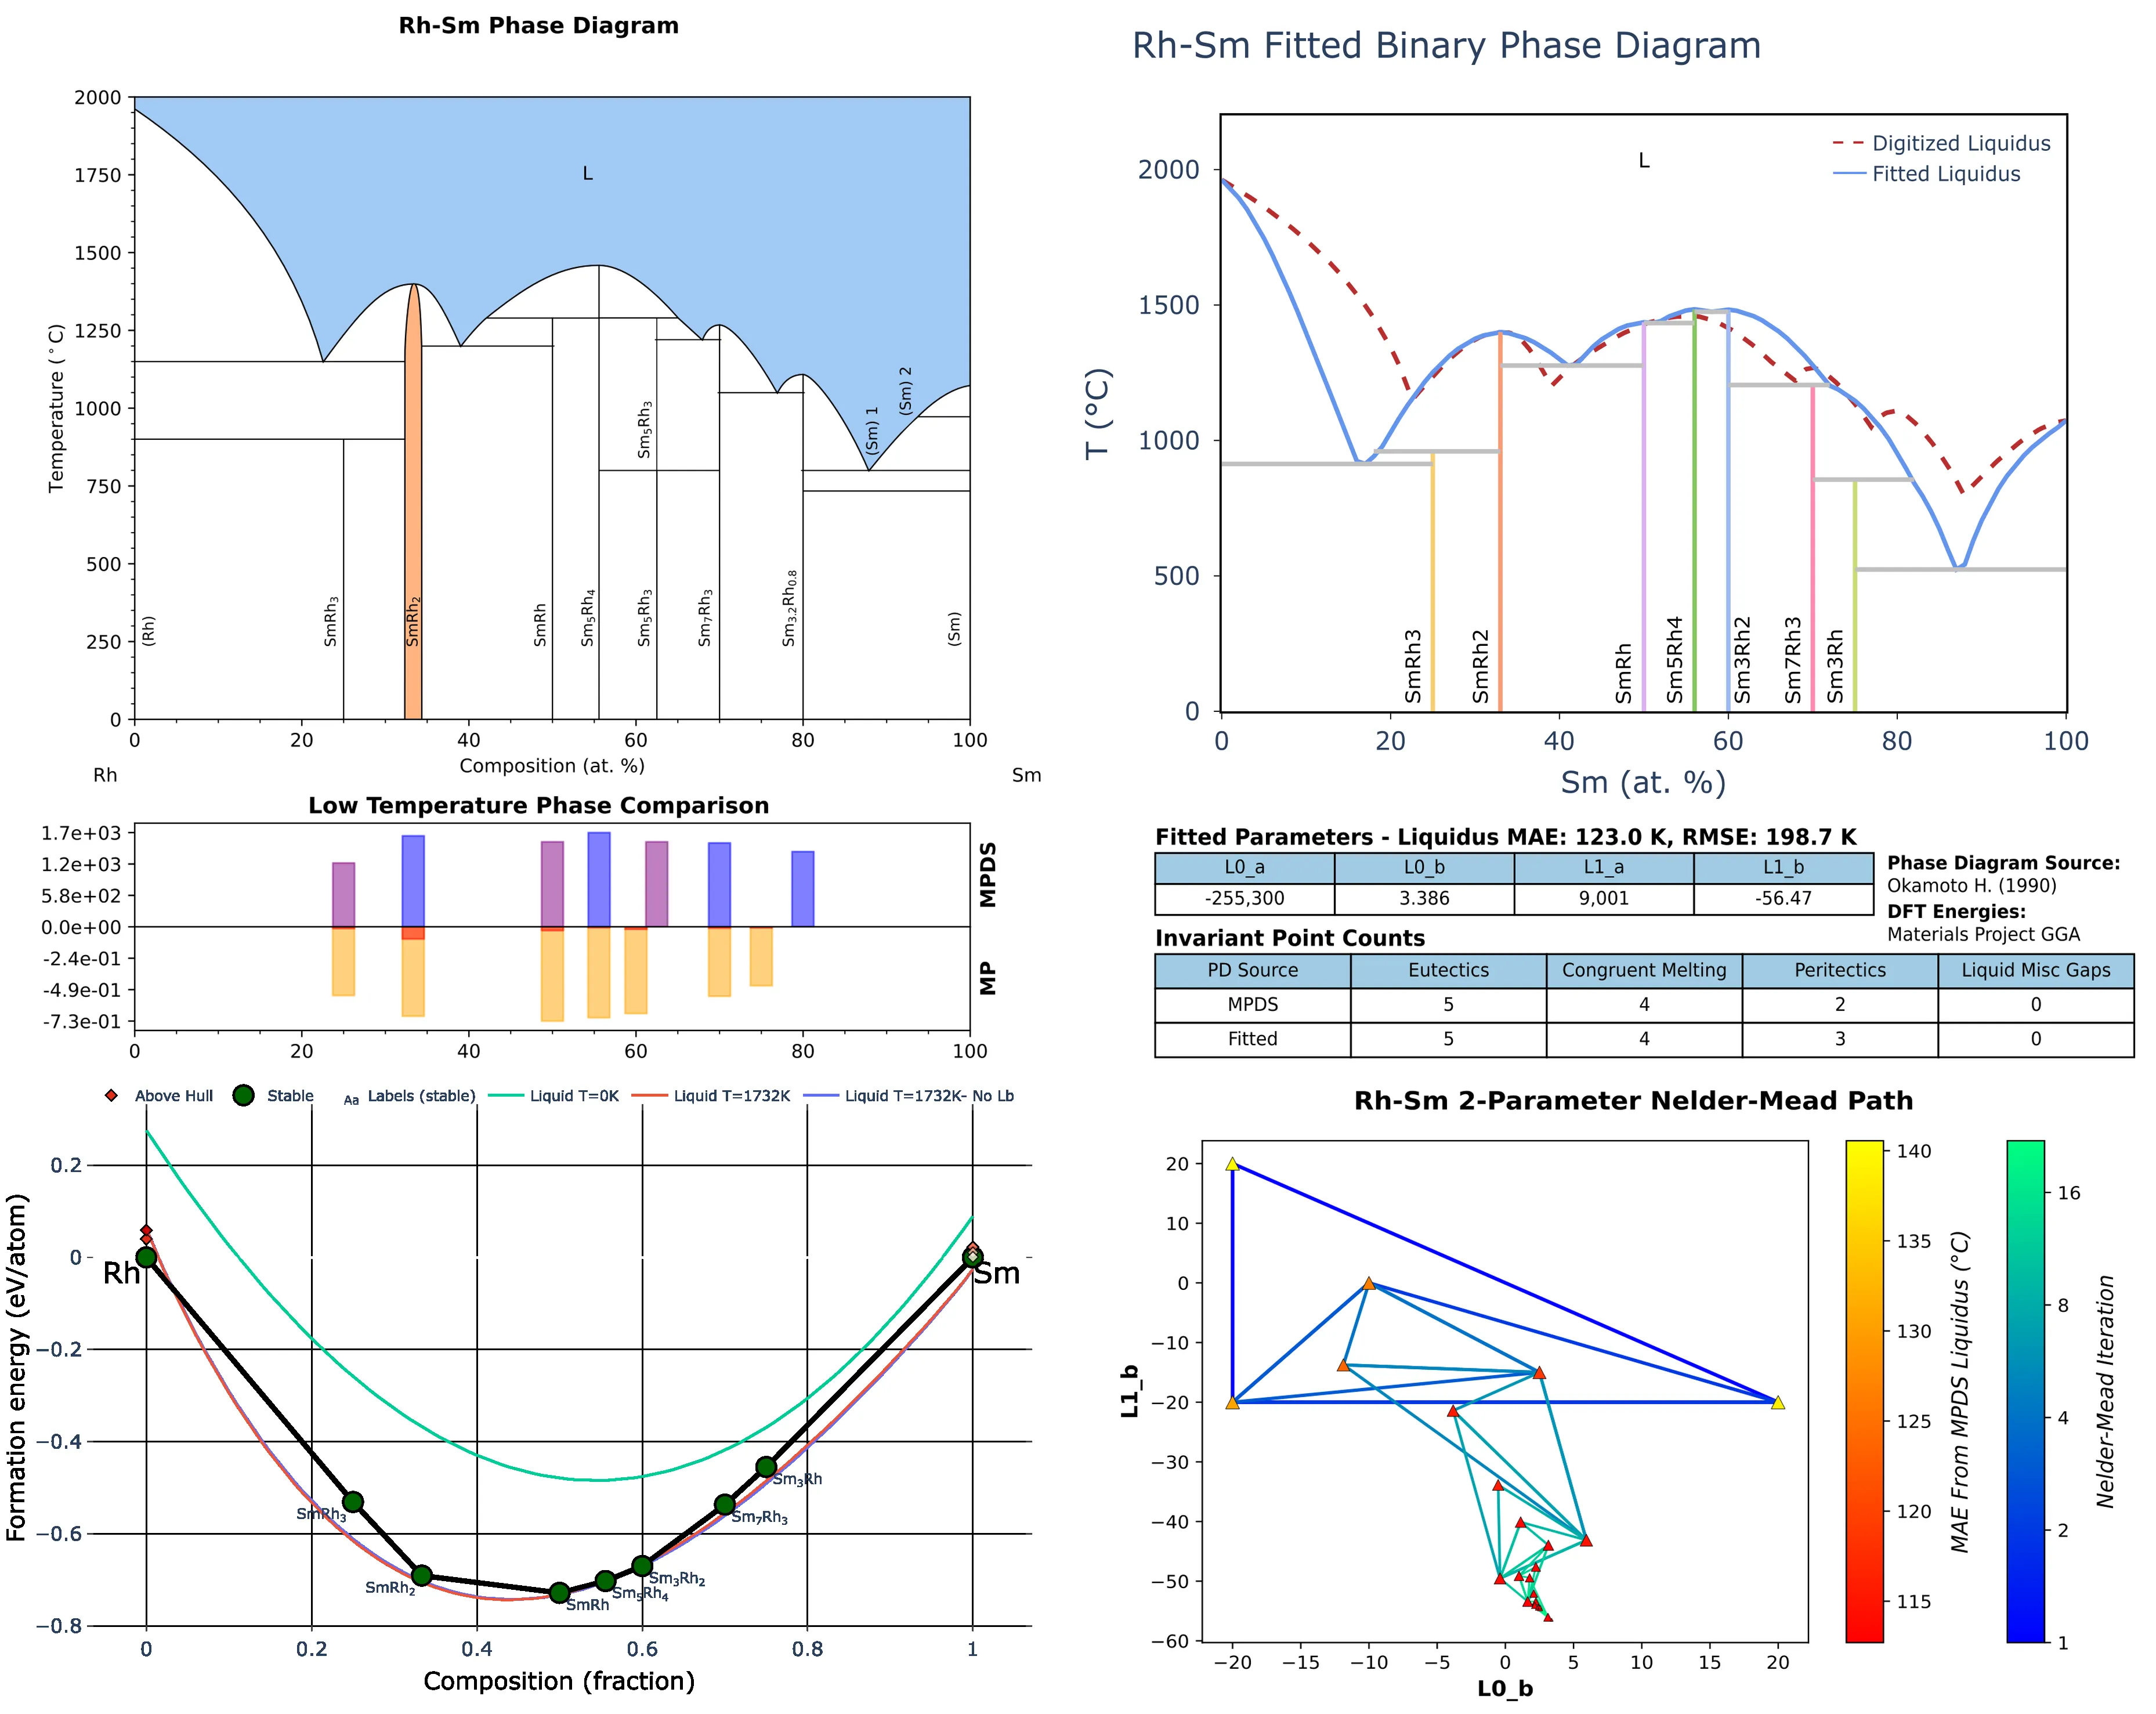 Rh-Sm Phase Diagram
2000
1750
1500
1250
1000
750
500
250
0
Temperature (°C)
L
(Rh)
SmRh3
SmRh2
SmRh
Sm5Rh4
Sm5Rh3
Sm5Rh3
Sm7Rh3
Sm3.2Rh0.8
(Sm) 1
(Sm) 2
(Sm)
0 20 40 60 80 100
Composition (at. %)
Rh Sm
Rh-Sm Fitted Binary Phase Diagram
Digitized Liquidus
Fitted Liquidus
L
2000
1500
1000
500
0
T (°C)
SmRh3
SmRh2
SmRh
Sm5Rh4
Sm3Rh2
Sm7Rh3
Sm3Rh
0 20 40 60 80 100
Sm (at. %)
Low Temperature Phase Comparison
1.7e+03
1.2e+03
5.8e+02
0.0e+00
-2.4e-01
-4.9e-01
-7.3e-01
MPDS
MP
0 20 40 60 80 100
Fitted Parameters - Liquidus MAE: 123.0 K, RMSE: 198.7 K
L0_a L0_b L1_a L1_b
-255,300 3.386 9,001 -56.47
Phase Diagram Source:
Okamoto H. (1990)
DFT Energies:
Materials Project GGA
Invariant Point Counts
PD Source Eutectics Congruent Melting Peritectics Liquid Misc Gaps
MPDS 5 4 2 0
Fitted 5 4 3 0
Above Hull Stable Aa Labels (stable) Liquid T=0K Liquid T=1732K Liquid T=1732K- No Lb
0.2
0
−0.2
−0.4
−0.6
−0.8
Formation energy (eV/atom)
Rh
Sm
SmRh3
SmRh2
SmRh
Sm5Rh4
Sm3Rh2
Sm7Rh3
Sm3Rh
0 0.2 0.4 0.6 0.8 1
Composition (fraction)
Rh-Sm 2-Parameter Nelder-Mead Path
20
10
0
−10
−20
−30
−40
−50
−60
L1_b
−20 −15 −10 −5 0 5 10 15 20
L0_b
140
135
130
125
120
115
MAE From MPDS Liquidus (°C)
16
8
4
2
1
Nelder-Mead Iteration